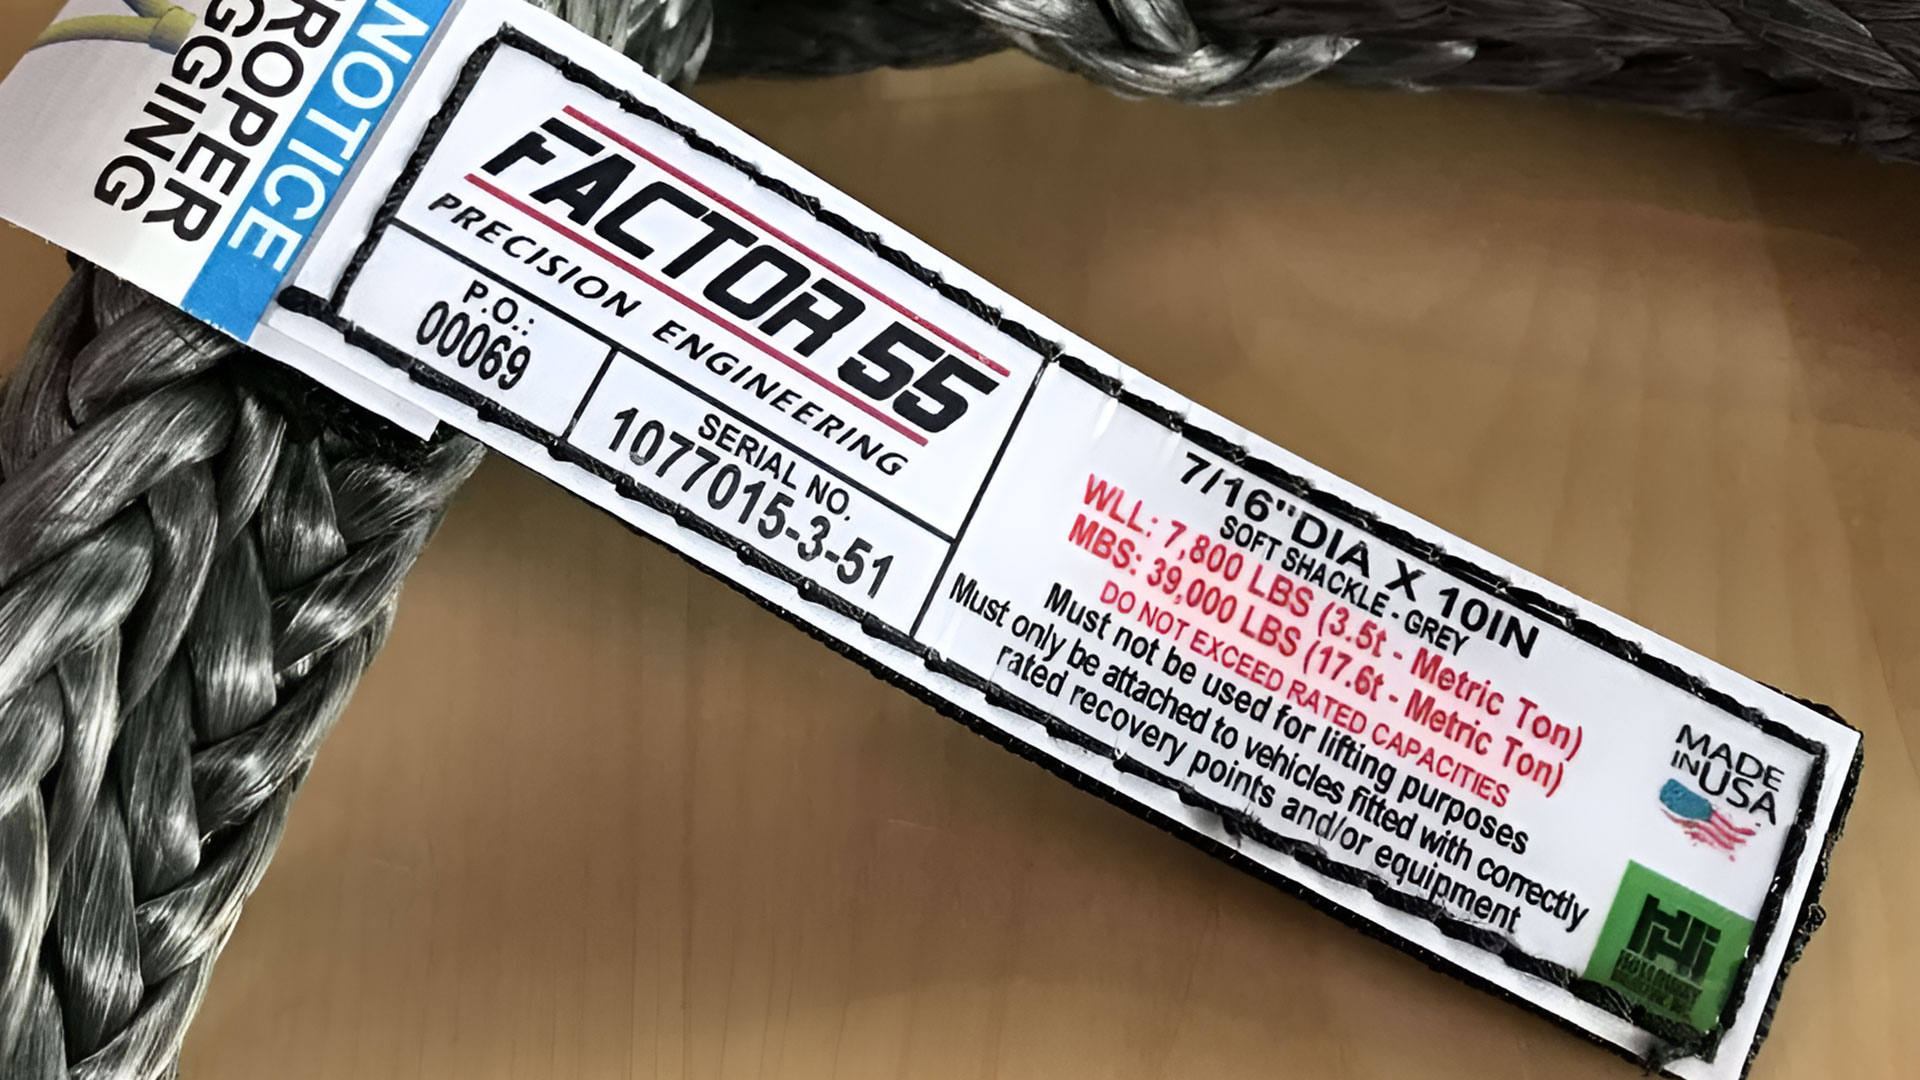 NOTICE
ROPER
GGING
FACTOR 55
PRECISION ENGINEERING
P.O.:
00069
SERIAL NO.
1077015-3-51
7/16"DIA X 10IN
SOFT SHACKLE - GREY
WLL: 7,800 LBS (3.5t - Metric Ton)
MBS: 39,000 LBS (17.6t - Metric Ton)
DO NOT EXCEED RATED CAPACITIES
Must not be used for lifting purposes
Must only be attached to vehicles fitted with correctly
rated recovery points and/or equipment
MADE
IN USA